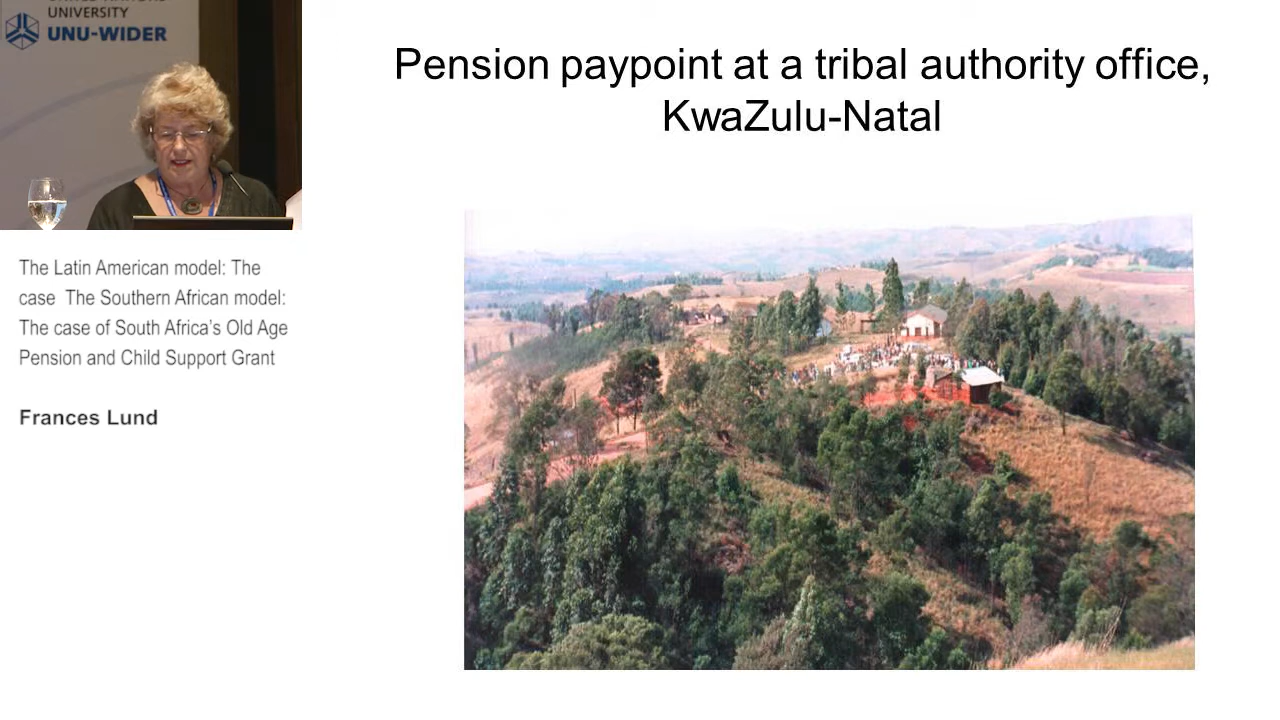 UNIVERSITY
UNU-WIDER
Pension paypoint at a tribal authority office,
KwaZulu-Natal
The Latin American model: The
case  The Southern African model:
The case of South Africa’s Old Age
Pension and Child Support Grant
Frances Lund